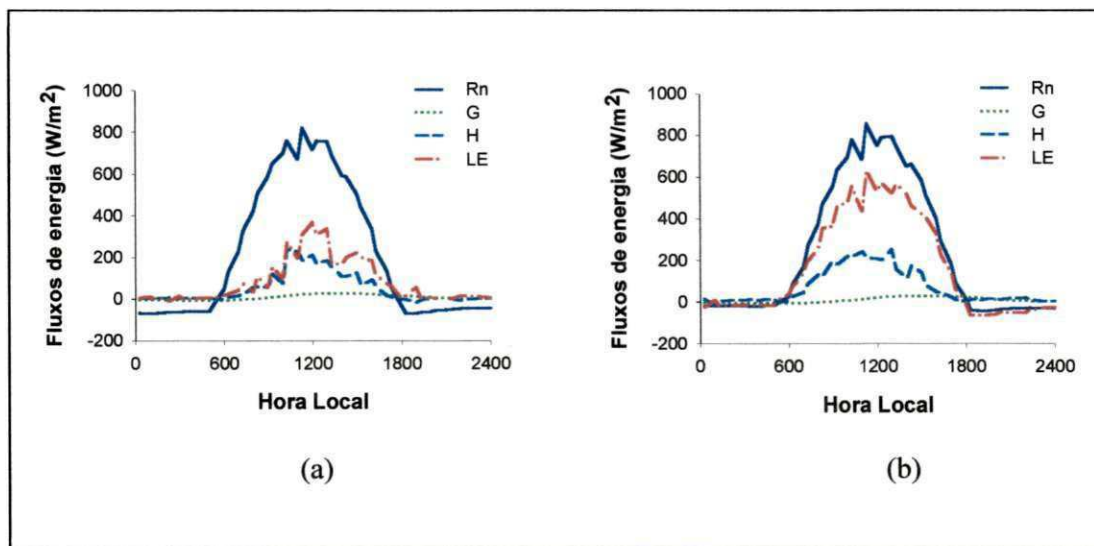 1000
800
600
400
200
0
-200
Fluxos de energia (W/m²)
Rn
G
H
LE
0 600 1200 1800 2400
Hora Local
(a)
1000
800
600
400
200
0
-200
Fluxos de energia (W/m²)
Rn
G
H
LE
0 600 1200 1800 2400
Hora Local
(b)